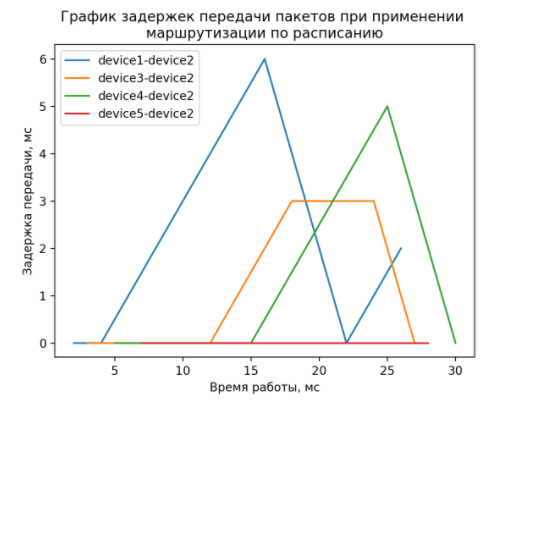 График задержек передачи пакетов при применении
маршрутизации по расписанию
device1-device2
device3-device2
device4-device2
device5-device2
Задержка передачи, мс
6
5
4
3
2
1
0
5 10 15 20 25 30
Время работы, мс